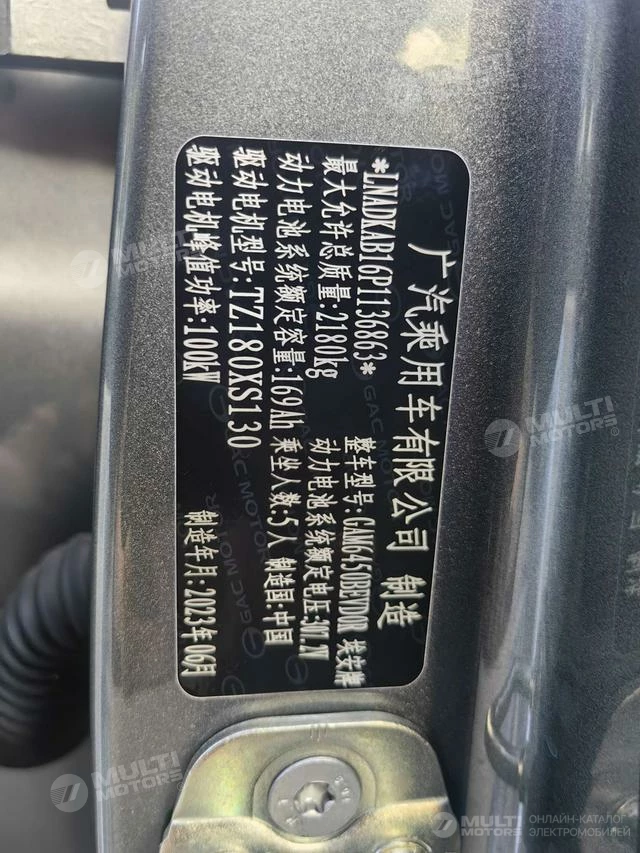 广汽乘用车有限公司 制造
*LNADKAB16P1136863*
整车型号:GAM6450BEVD0Q 埃安牌
最大允许总质量:2180kg
动力电池系统额定电压:307.2V
动力电池系统额定容量:169Ah 乘坐人数:5人 制造国:中国
驱动电机型号:TZ180XS130
驱动电机峰值功率:100kW
制造年月:2023年06月
GAC MOTOR
MULTI
MOTORS
MULTI
MOTORS
MULTI
MOTORS
MULTI
MOTORS
ОНЛАЙН-КАТАЛОГ
ЭЛЕКТРОМОБИЛЕЙ